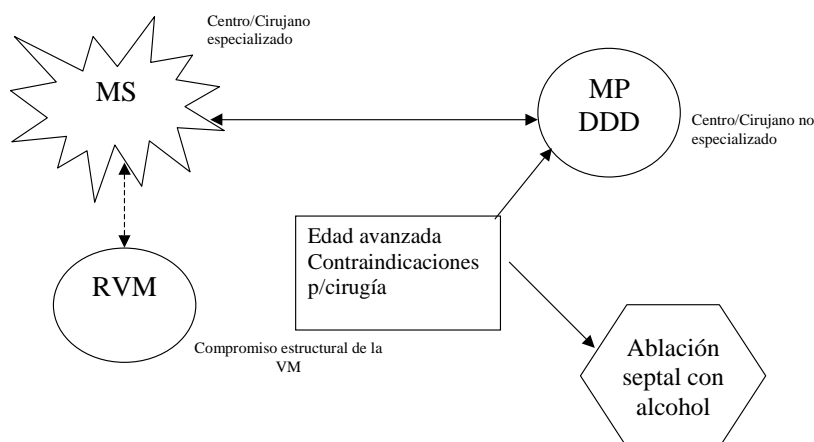 Centro/Cirujano
especializado
MS
MP
DDD
Centro/Cirujano no
especializado
Edad avanzada
Contraindicaciones
p/cirugía
RVM
Compromiso estructural de la
VM
Ablación
septal con
alcohol